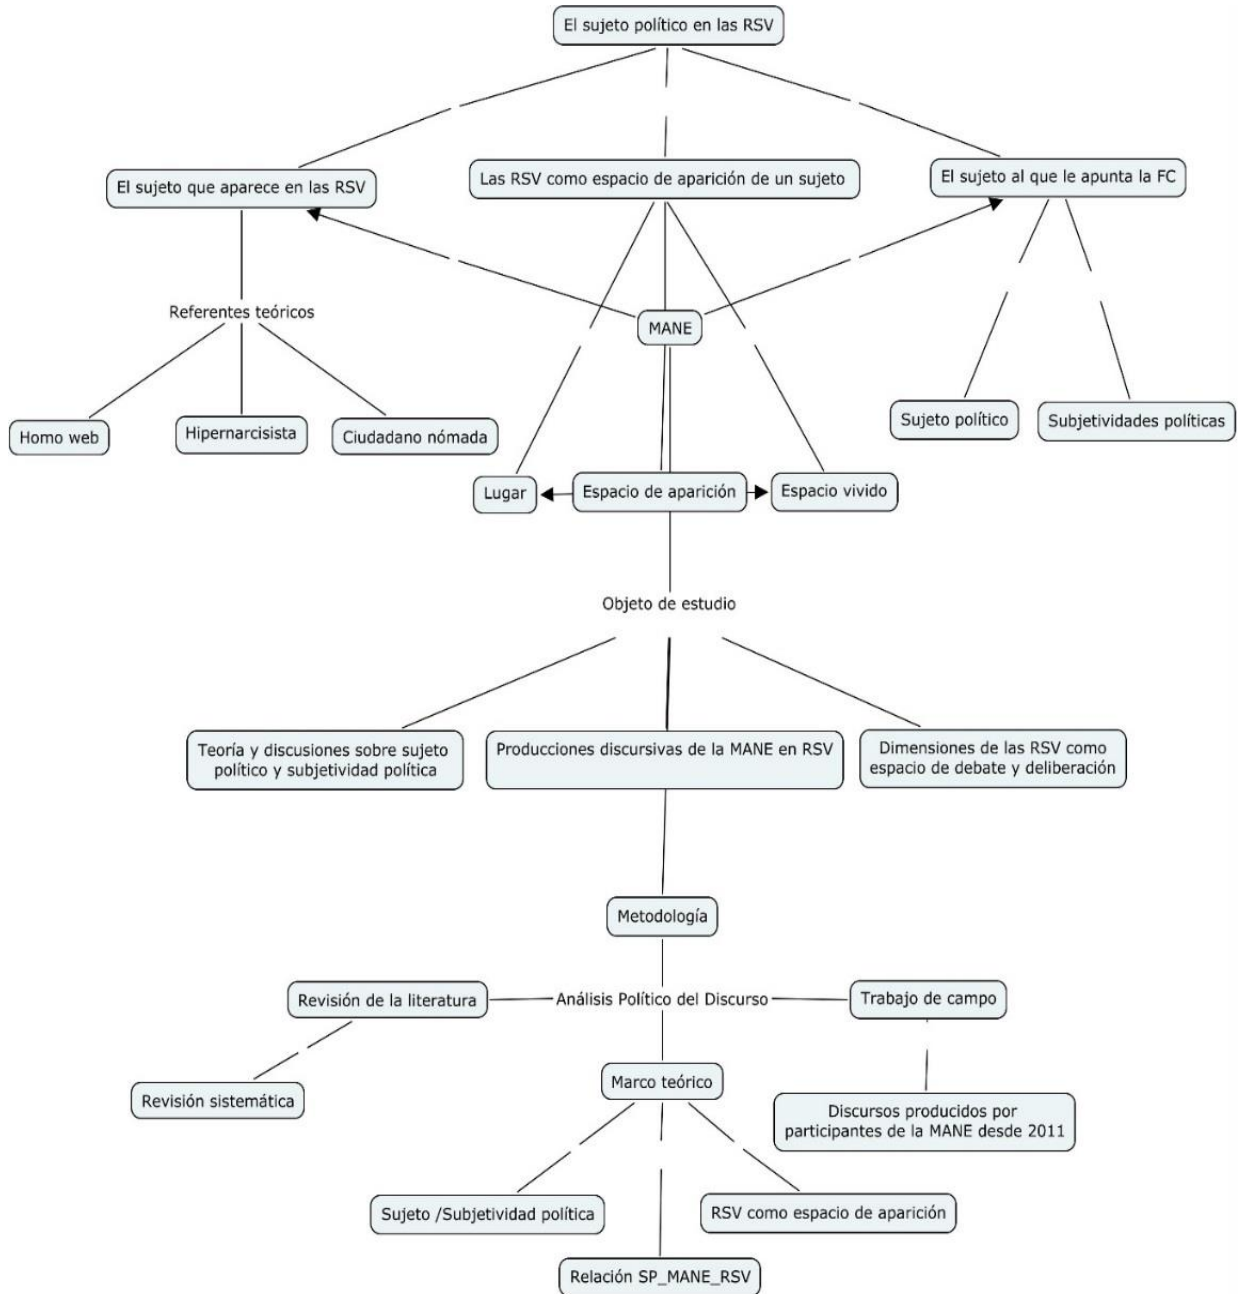 El sujeto político en las RSV
El sujeto que aparece en las RSV
Las RSV como espacio de aparición de un sujeto
El sujeto al que le apunta la FC
Referentes teóricos
MANE
Homo web
Hipernarcisista
Ciudadano nómada
Sujeto político
Subjetividades políticas
Lugar
Espacio de aparición
Espacio vivido
Objeto de estudio
Teoría y discusiones sobre sujeto
político y subjetividad política
Producciones discursivas de la MANE en RSV
Dimensiones de las RSV como
espacio de debate y deliberación
Metodología
Revisión de la literatura
Análisis Político del Discurso
Trabajo de campo
Revisión sistemática
Marco teórico
Discursos producidos por
participantes de la MANE desde 2011
Sujeto /Subjetividad política
RSV como espacio de aparición
Relación SP_MANE_RSV